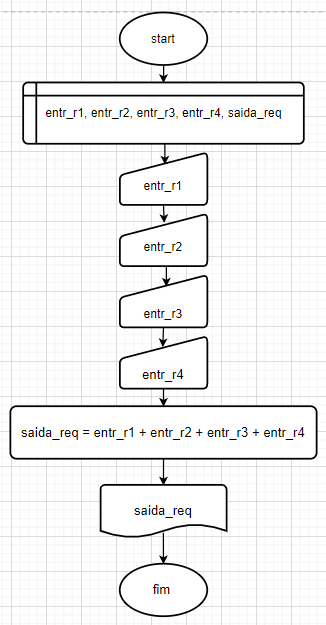 start
entr_r1, entr_r2, entr_r3, entr_r4, saida_req
entr_r1
entr_r2
entr_r3
entr_r4
saida_req = entr_r1 + entr_r2 + entr_r3 + entr_r4
saida_req
fim